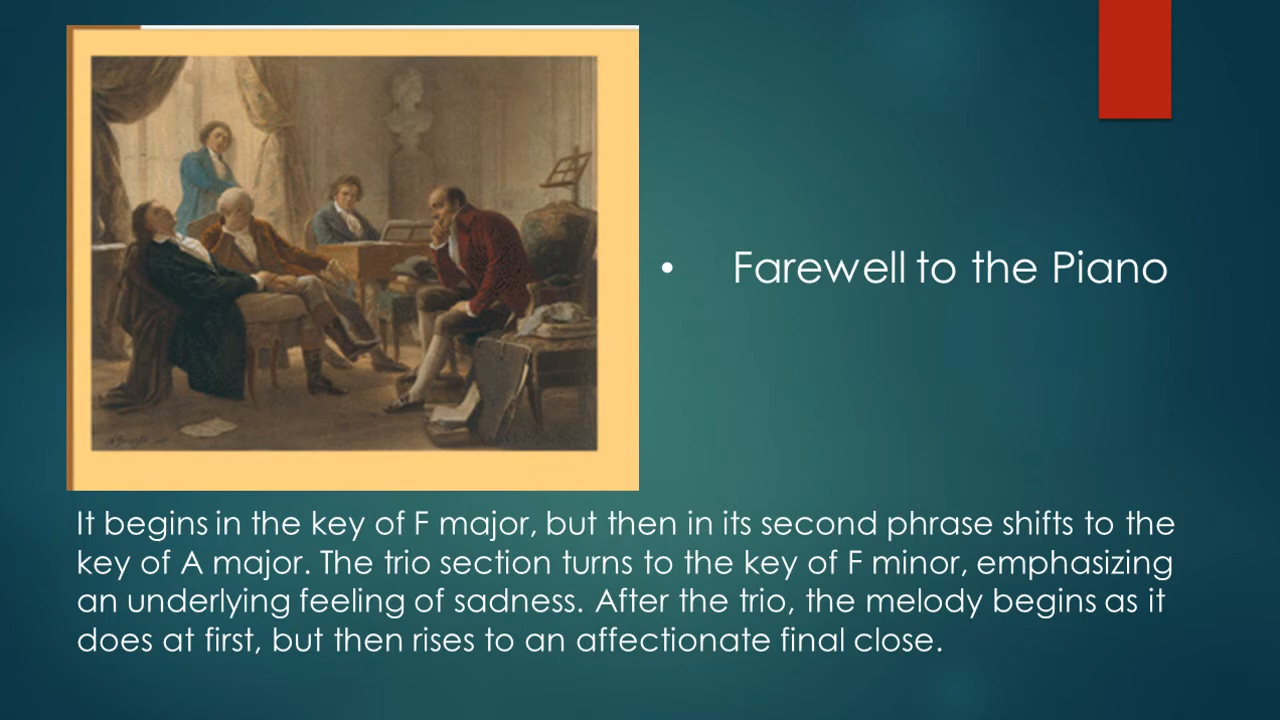 • Farewell to the Piano
It begins in the key of F major, but then in its second phrase shifts to the
key of A major. The trio section turns to the key of F minor, emphasizing
an underlying feeling of sadness. After the trio, the melody begins as it
does at first, but then rises to an affectionate final close.